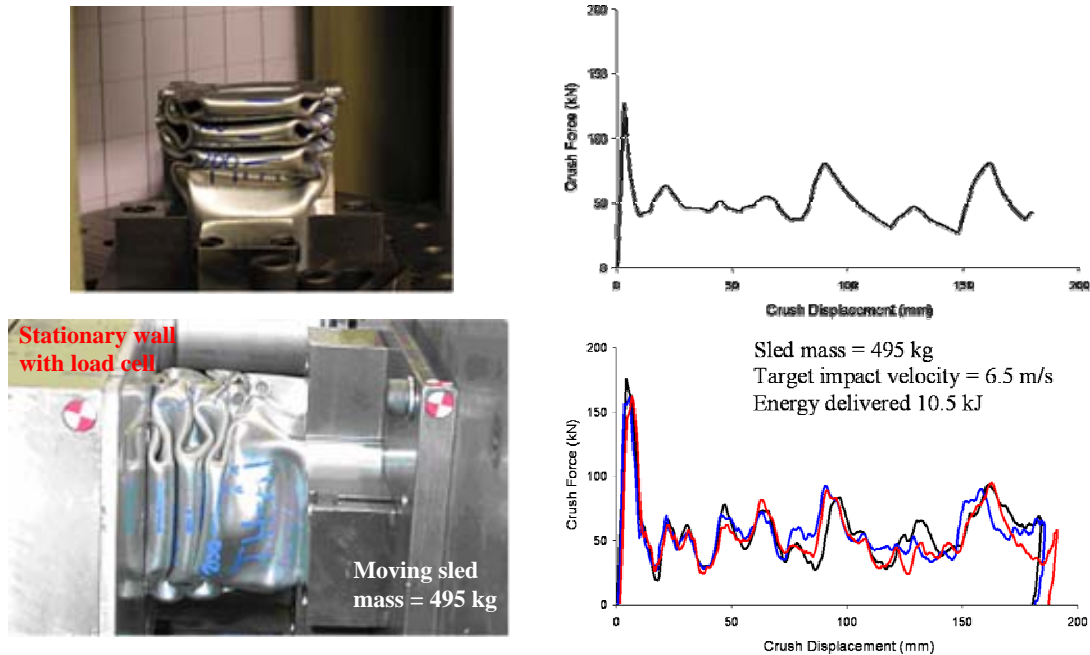 200
150
100
50
0
Crush Force (kN)
0 50 100 150 200
Crush Displacement (mm)
Stationary wall
with load cell
Moving sled
mass = 495 kg
Sled mass = 495 kg
Target impact velocity = 6.5 m/s
Energy delivered 10.5 kJ
200
150
100
50
0
Crush Force (kN)
0 50 100 150 200
Crush Displacement (mm)